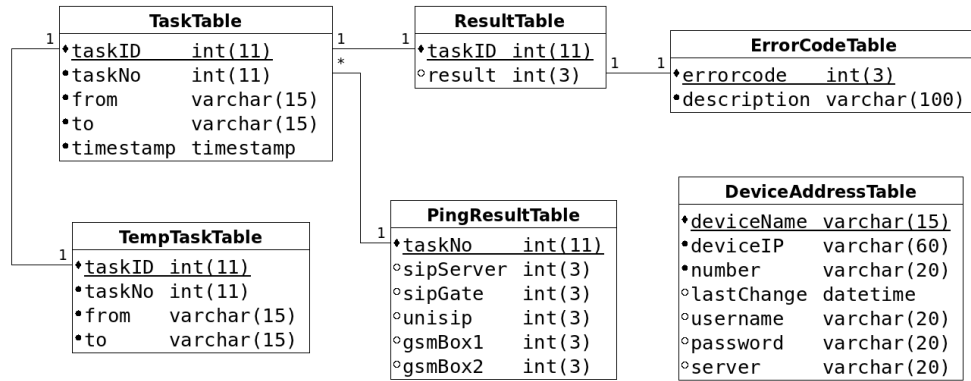 TaskTable
taskID int(11)
taskNo int(11)
from varchar(15)
to varchar(15)
timestamp timestamp
1
1
*
1
ResultTable
taskID int(11)
result int(3)
1
1
ErrorCodeTable
errorcode int(3)
description varchar(100)
1
TempTaskTable
taskID int(11)
taskNo int(11)
from varchar(15)
to varchar(15)
1
PingResultTable
taskNo int(11)
sipServer int(3)
sipGate int(3)
unisip int(3)
gsmBox1 int(3)
gsmBox2 int(3)
DeviceAddressTable
deviceName varchar(15)
deviceIP varchar(60)
number varchar(20)
lastChange datetime
username varchar(20)
password varchar(20)
server varchar(20)